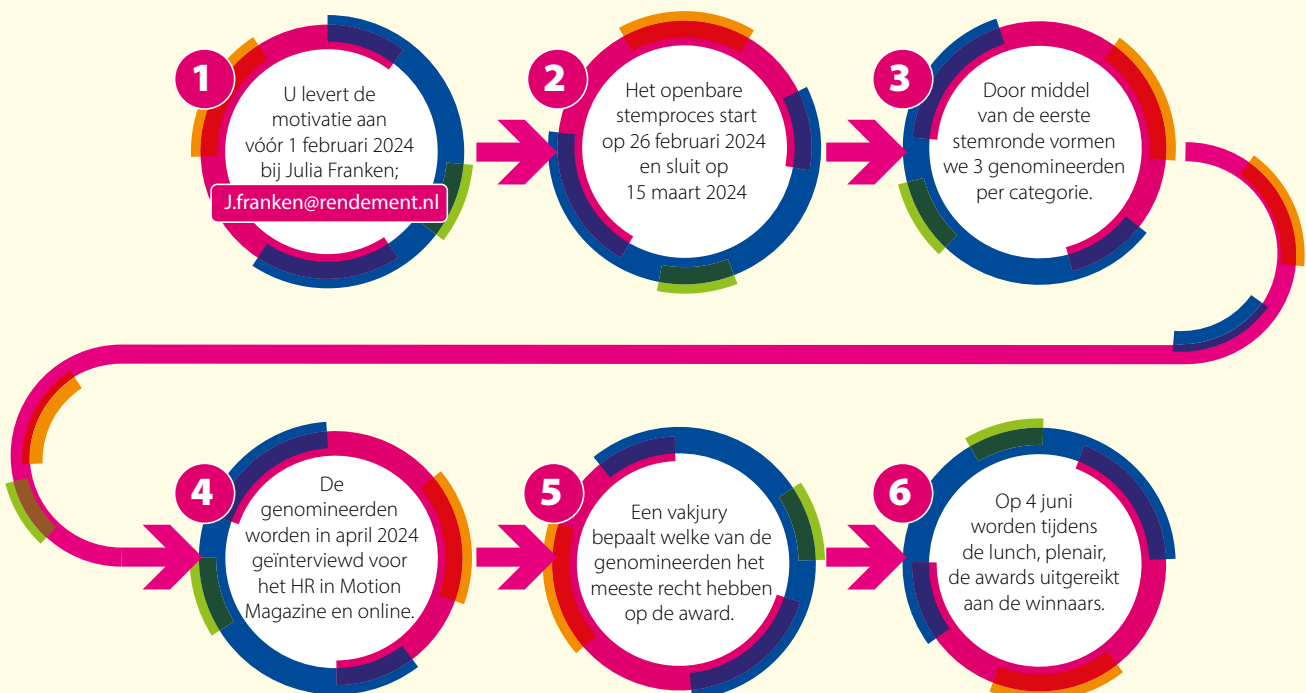 1
U levert de
motivatie aan
vóór 1 februari 2024
bij Julia Franken;
J.franken@rendement.nl
2
Het openbare
stemproces start
op 26 februari 2024
en sluit op
15 maart 2024
3
Door middel
van de eerste
stemronde vormen
we 3 genomineerden
per categorie.
4
De
genomineerden
worden in april 2024
geïnterviewd voor
het HR in Motion
Magazine en online.
5
Een vakjury
bepaalt welke van de
genomineerden het
meeste recht hebben
op de award.
6
Op 4 juni
worden tijdens
de lunch, plenair,
de awards uitgereikt
aan de winnaars.